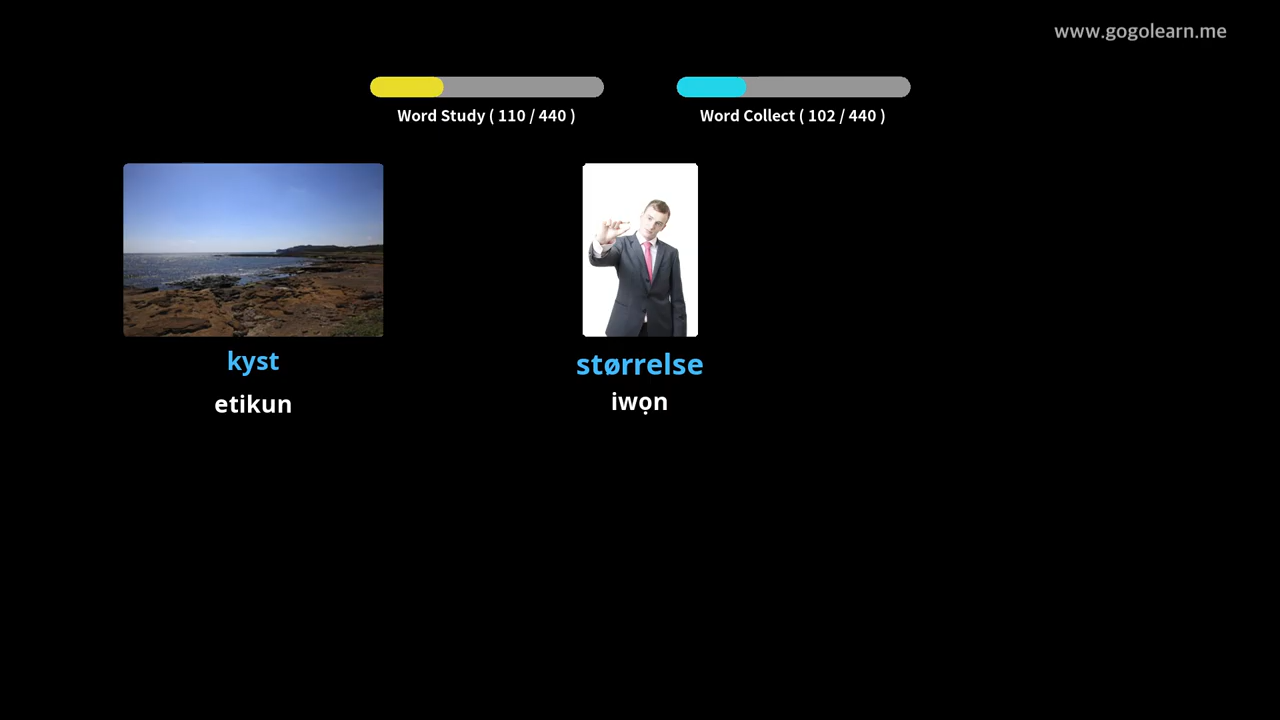 www.gogolearn.me
Word Study ( 110 / 440 )
Word Collect ( 102 / 440 )
kyst
størrelse
etikun
iwọn